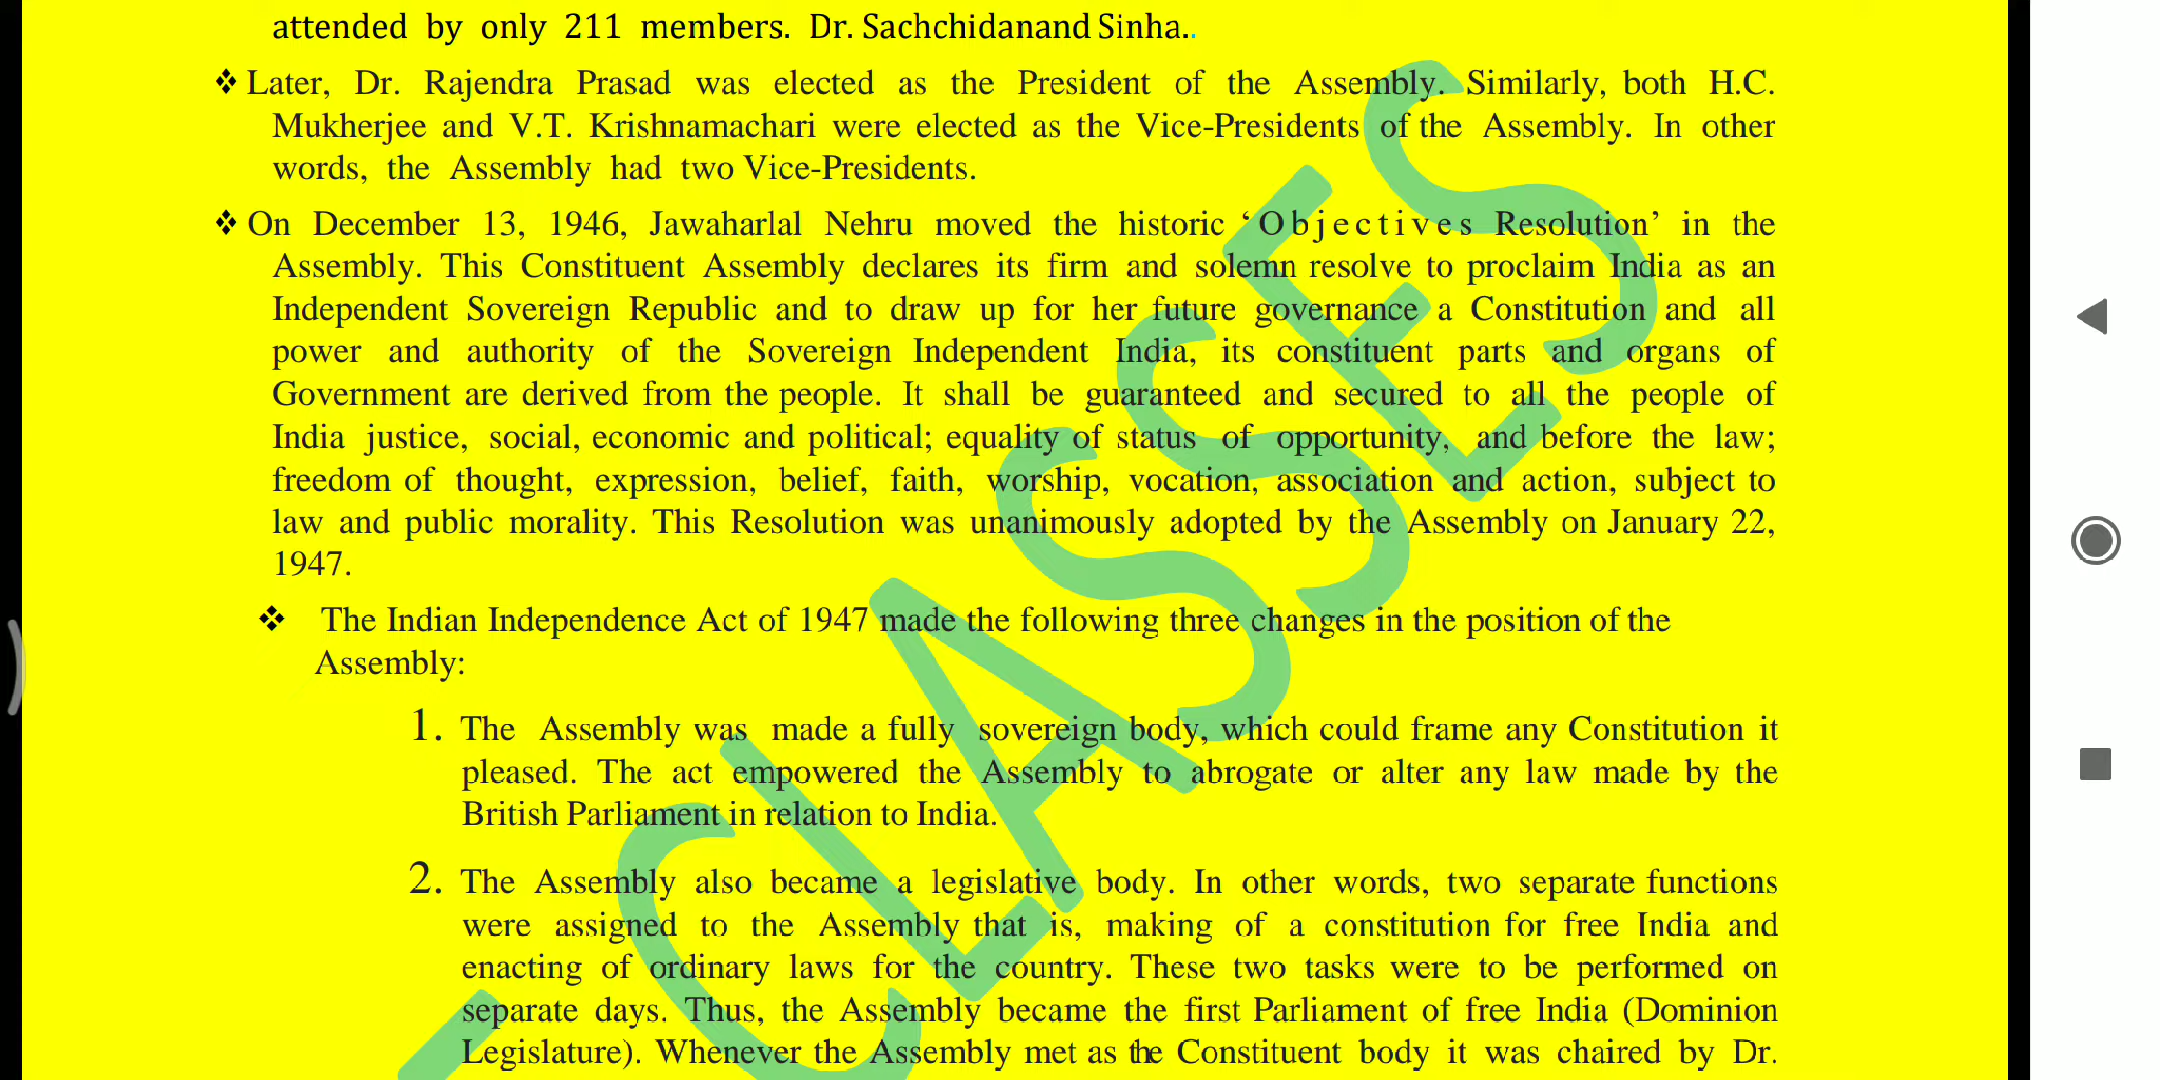 attended by only 211 members. Dr. Sachchidanand Sinha..
❖ Later, Dr. Rajendra Prasad was elected as the President of the Assembly. Similarly, both H.C.
Mukherjee and V.T. Krishnamachari were elected as the Vice-Presidents of the Assembly. In other
words, the Assembly had two Vice-Presidents.
❖ On December 13, 1946, Jawaharlal Nehru moved the historic ‘Objectives Resolution’ in the
Assembly. This Constituent Assembly declares its firm and solemn resolve to proclaim India as an
Independent Sovereign Republic and to draw up for her future governance a Constitution and all
power and authority of the Sovereign Independent India, its constituent parts and organs of
Government are derived from the people. It shall be guaranteed and secured to all the people of
India justice, social, economic and political; equality of status of opportunity, and before the law;
freedom of thought, expression, belief, faith, worship, vocation, association and action, subject to
law and public morality. This Resolution was unanimously adopted by the Assembly on January 22,
1947.
❖ The Indian Independence Act of 1947 made the following three changes in the position of the
Assembly:
1. The Assembly was made a fully sovereign body, which could frame any Constitution it
pleased. The act empowered the Assembly to abrogate or alter any law made by the
British Parliament in relation to India.
2. The Assembly also became a legislative body. In other words, two separate functions
were assigned to the Assembly that is, making of a constitution for free India and
enacting of ordinary laws for the country. These two tasks were to be performed on
separate days. Thus, the Assembly became the first Parliament of free India (Dominion
Legislature). Whenever the Assembly met as the Constituent body it was chaired by Dr.
CLASSES